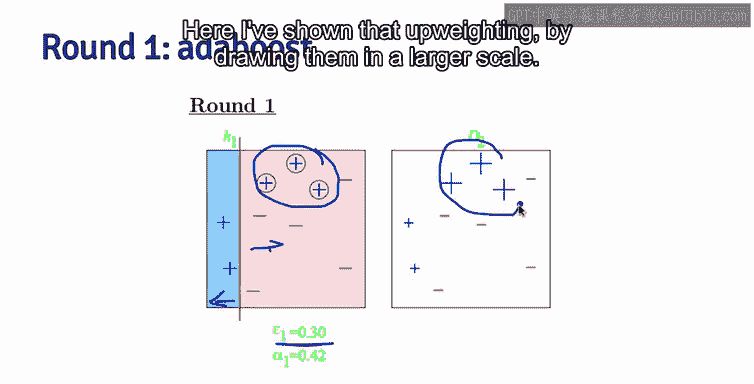 Here I've shown that upweighting, by
drawing them in a larger scale.
Round 1: adaboost
Round 1
h1
D2
ε1=0.30
α1=0.42